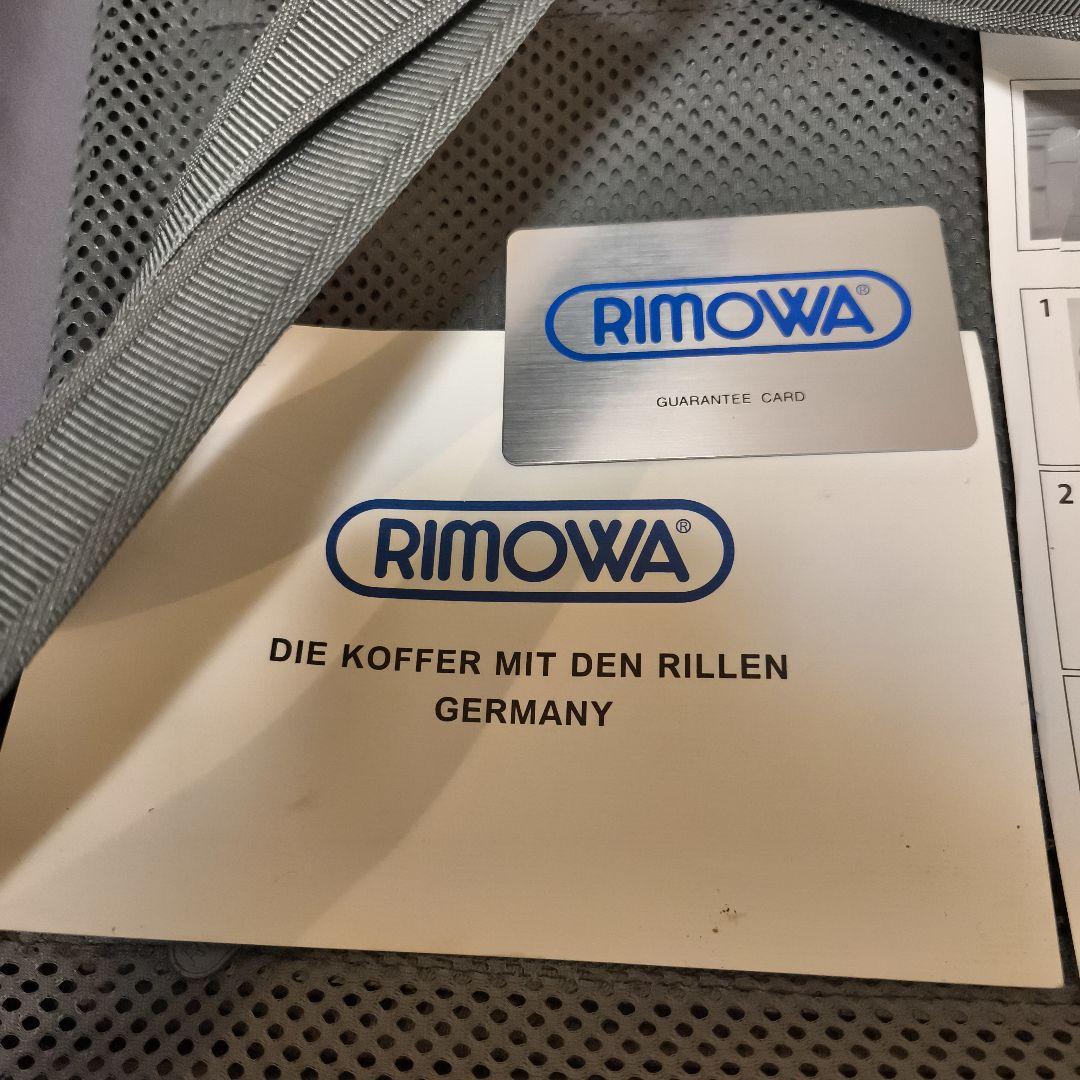 RIMOWA®
GUARANTEE CARD
RIMOWA®
DIE KOFFER MIT DEN RILLEN
GERMANY
1
2